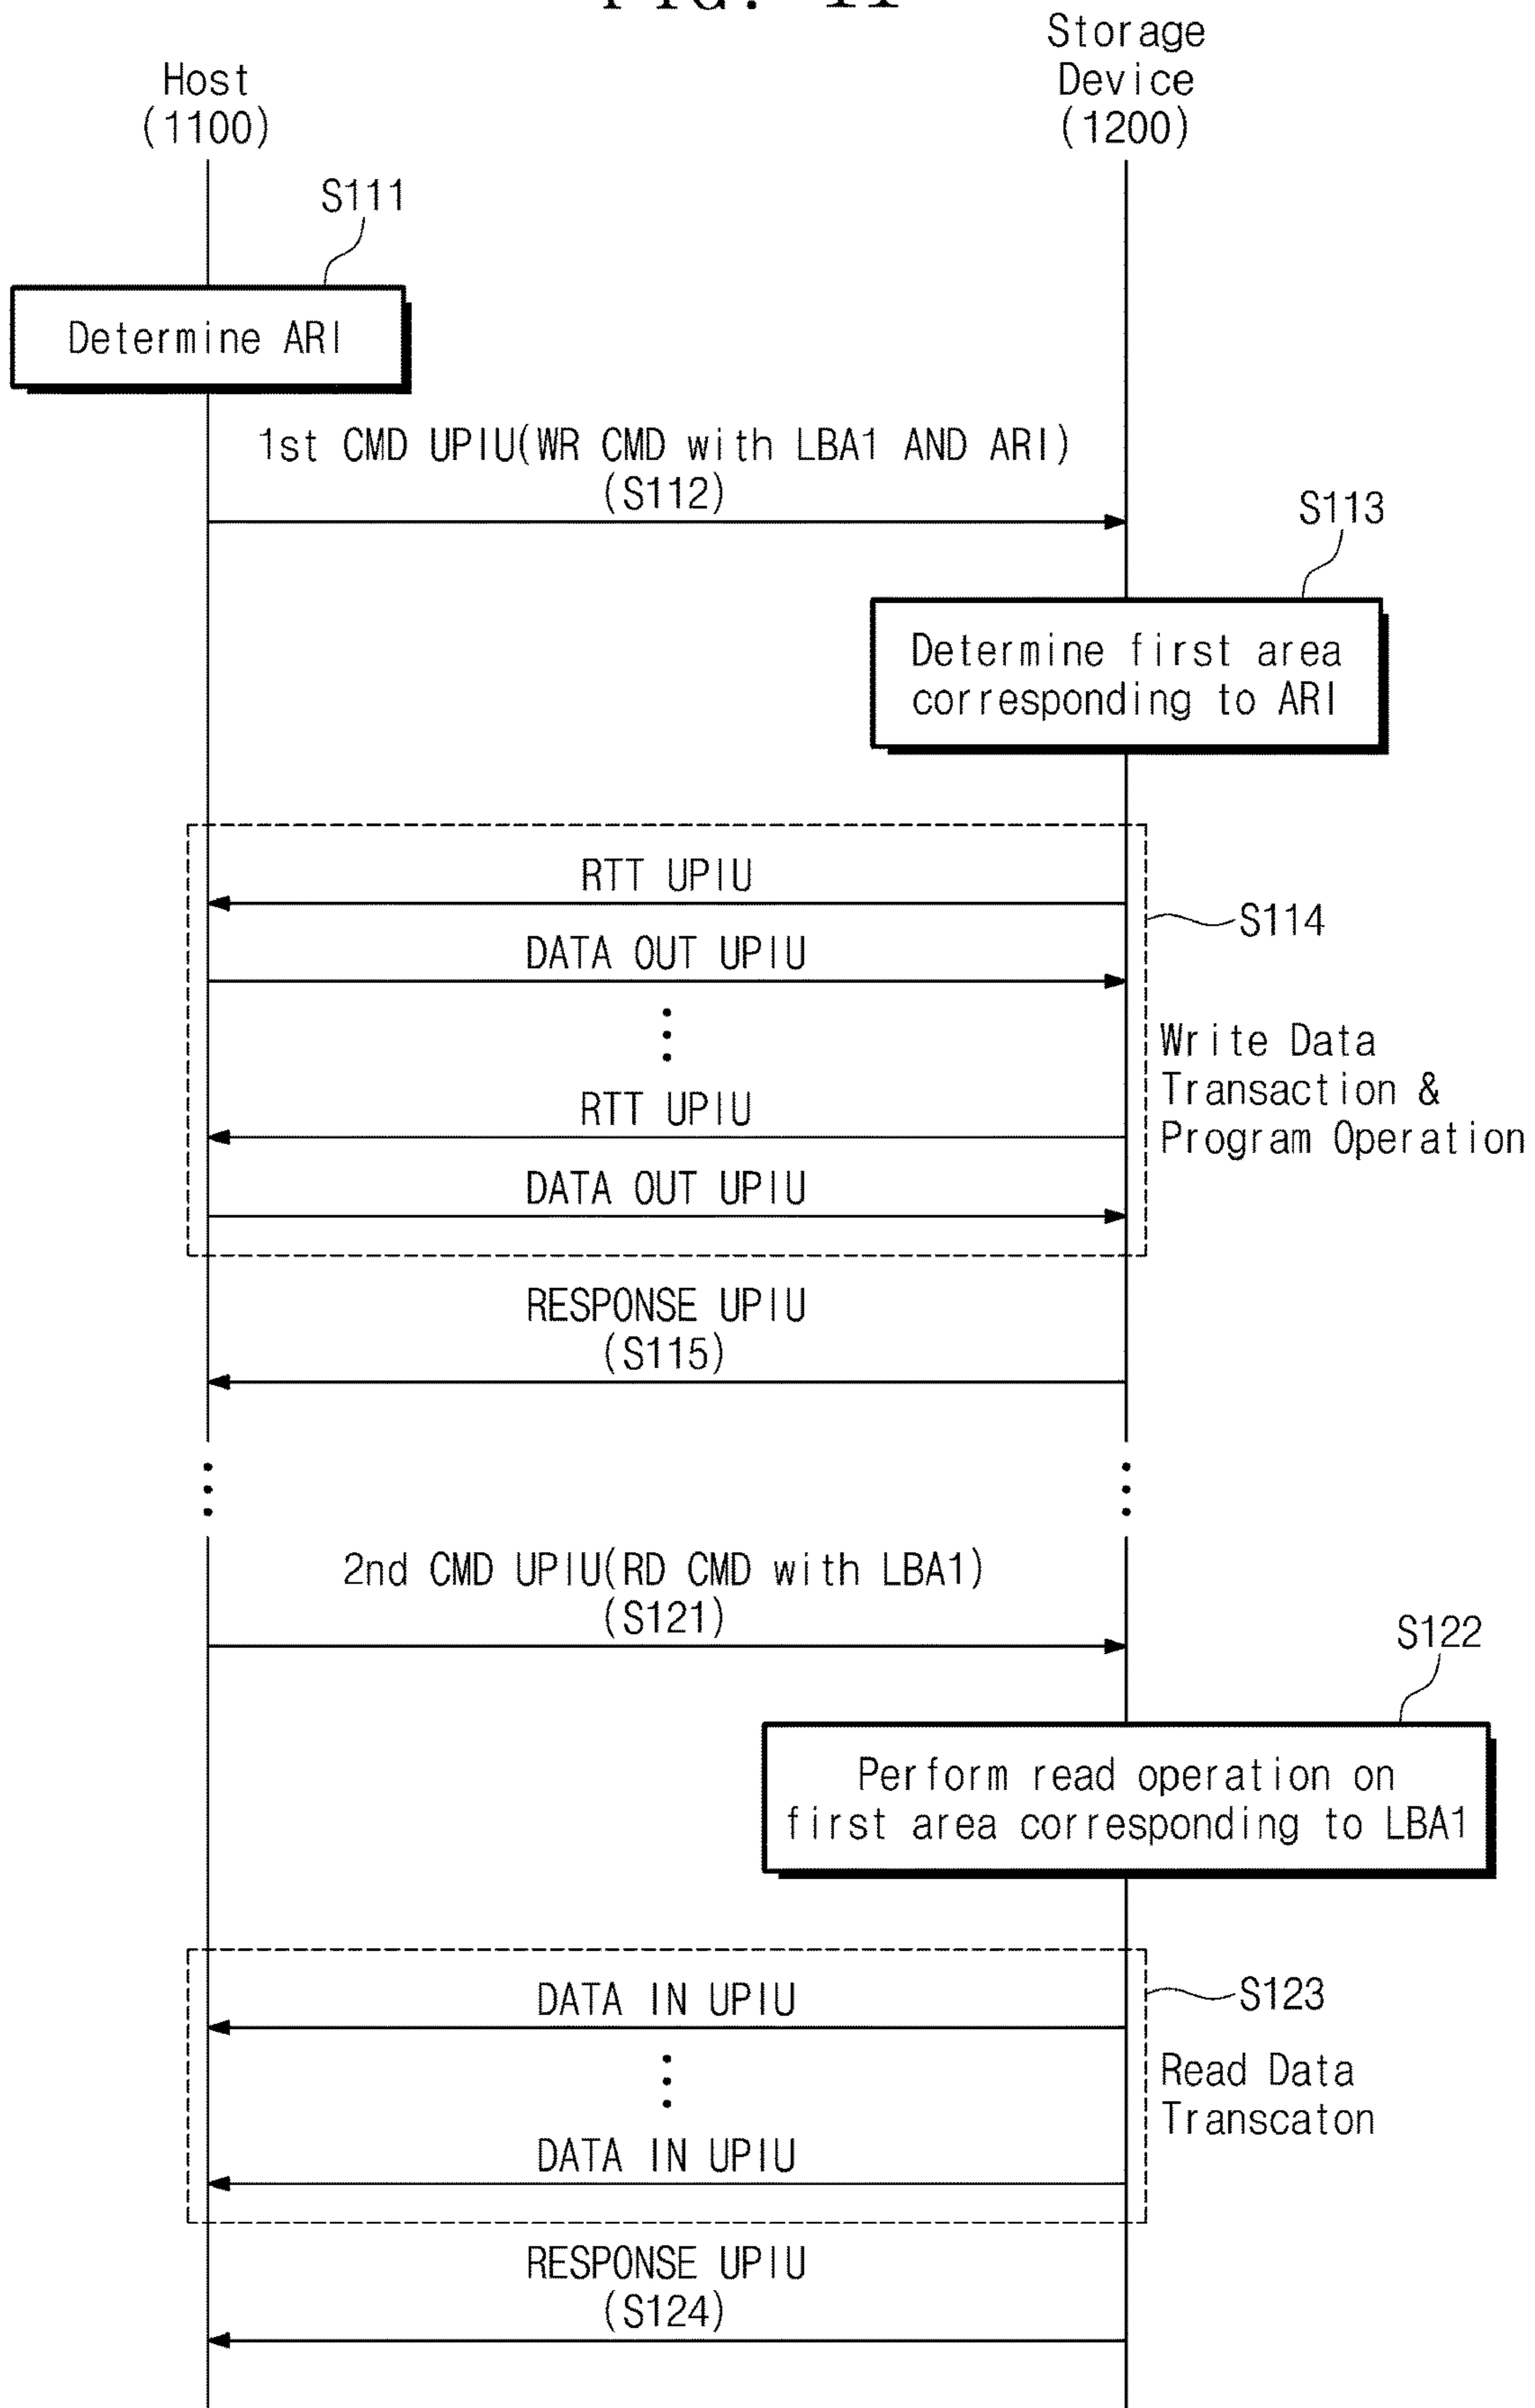 Host
(1100)
Storage
Device
(1200)
S111
Determine ARI
1st CMD UPIU(WR CMD with LBA1 AND ARI)
(S112)
S113
Determine first area
corresponding to ARI
RTT UPIU
S114
DATA OUT UPIU
Write Data
Transaction &
Program Operation
RTT UPIU
DATA OUT UPIU
RESPONSE UPIU
(S115)
2nd CMD UPIU(RD CMD with LBA1)
(S121)
S122
Perform read operation on
first area corresponding to LBA1
DATA IN UPIU
S123
Read Data
Transcaton
DATA IN UPIU
RESPONSE UPIU
(S124)